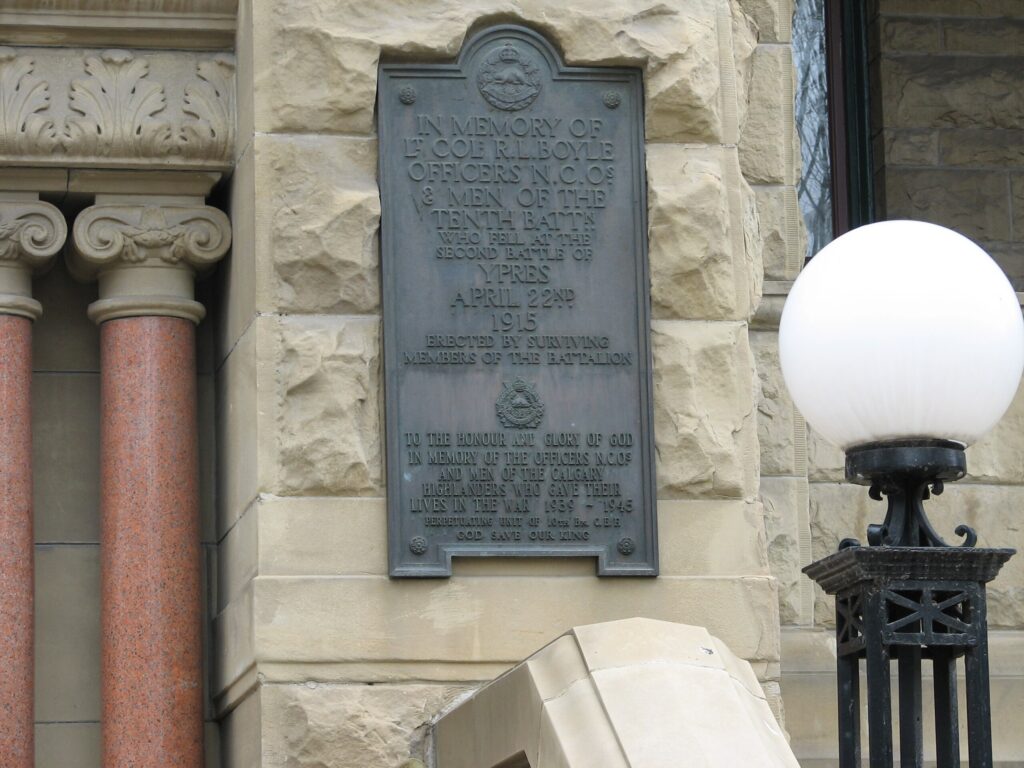 IN MEMORY OF
LT COL R.L. BOYLE
OFFICERS N.C.OS
& MEN OF THE
TENTH BATT'N
WHO FELL AT THE
SECOND BATTLE OF
YPRES
APRIL 22ND
1915
ERECTED BY SURVIVING
MEMBERS OF THE BATTALION
TO THE HONOUR AND GLORY OF GOD
IN MEMORY OF THE OFFICERS N.C.OS
AND MEN OF THE CALGARY
HIGHLANDERS WHO GAVE THEIR
LIVES IN THE WAR 1939 ~ 1945
PERPETUATING UNIT OF 10TH BN. C.E.F.
GOD SAVE OUR KING